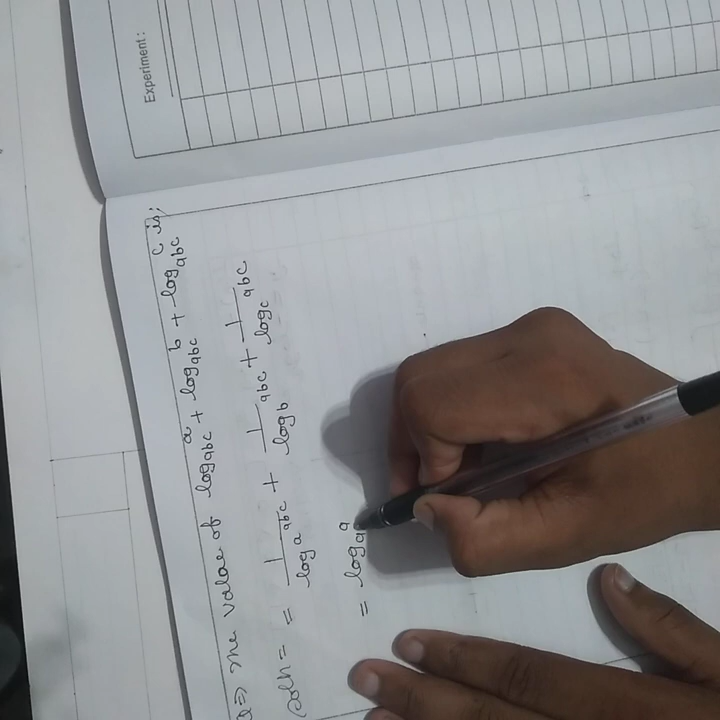 Experiment:
Q⇒ The value of log_abc^a + log_abc^b + log_abc^c is;
Soln = = 1/log_a^abc + 1/log_b^abc + 1/log_c^abc
= log_a^a